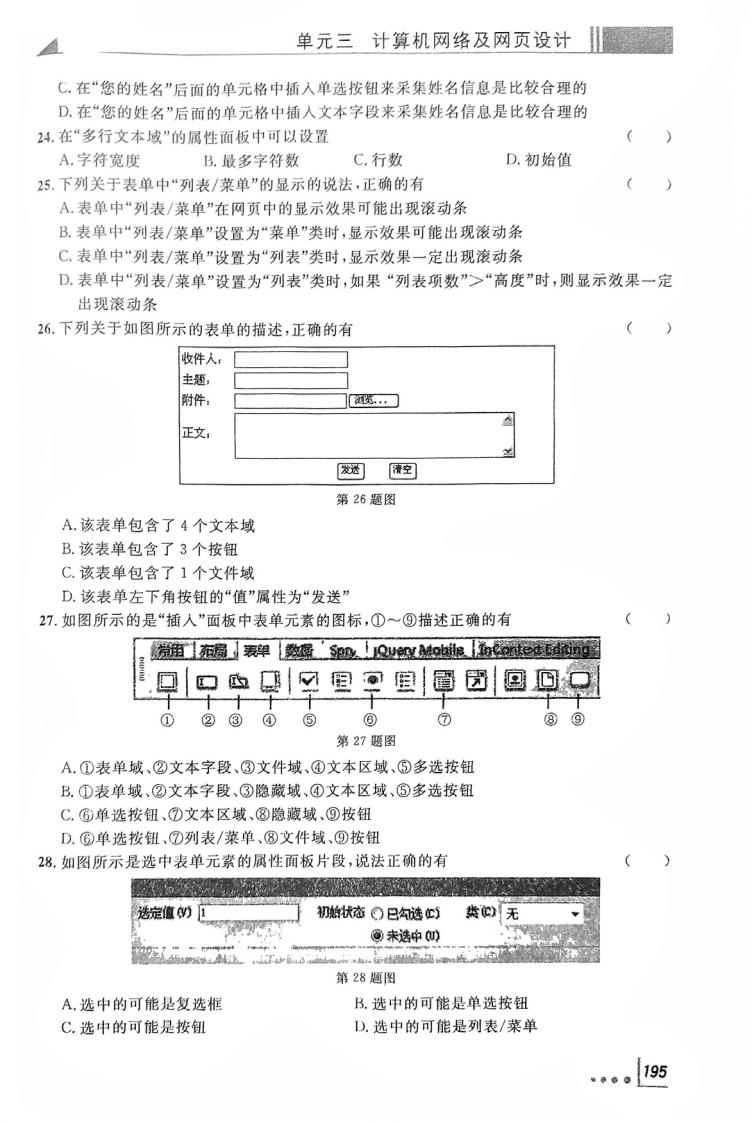 单元三 计算机网络及网页设计
C.在“您的姓名”后面的单元格中插入单选按钮来采集姓名信息是比较合理的
D.在“您的姓名”后面的单元格中插入文本字段来采集姓名信息是比较合理的
24.在“多行文本域”的属性面板中可以设置 ( )
A.字符宽度 B.最多字符数 C.行数 D.初始值
25.下列关于表单中“列表/菜单”的显示的说法,正确的有 ( )
A.表单中“列表/菜单”在网页中的显示效果可能出现滚动条
B.表单中“列表/菜单”设置为“菜单”类时,显示效果可能出现滚动条
C.表单中“列表/菜单”设置为“列表”类时,显示效果一定出现滚动条
D.表单中“列表/菜单”设置为“列表”类时,如果“列表项数”>“高度”时,则显示效果一定
出现滚动条
26.下列关于如图所示的表单的描述,正确的有 ( )
收件人:
主题:
附件: 浏览...
正文:
发送 清空
第 26 题图
A.该表单包含了 4 个文本域
B.该表单包含了 3 个按钮
C.该表单包含了 1 个文件域
D.该表单左下角按钮的“值”属性为“发送”
27.如图所示的是“插入”面板中表单元素的图标,①～⑨描述正确的有 ( )
常用 布局 表单 数据 Spry jQuery Mobile InContext Editing
① ② ③ ④ ⑤ ⑥ ⑦ ⑧ ⑨
第 27 题图
A.①表单域、②文本字段、③文件域、④文本区域、⑤多选按钮
B.①表单域、②文本字段、③隐藏域、④文本区域、⑤多选按钮
C.⑥单选按钮、⑦文本区域、⑧隐藏域、⑨按钮
D.⑥单选按钮、⑦列表/菜单、⑧文件域、⑨按钮
28.如图所示是选中表单元素的属性面板片段,说法正确的有 ( )
选定值(V) 1 初始状态 已勾选(C) 类(C) 无
未选中(U)
第 28 题图
A.选中的可能是复选框 B.选中的可能是单选按钮
C.选中的可能是按钮 D.选中的可能是列表/菜单
195